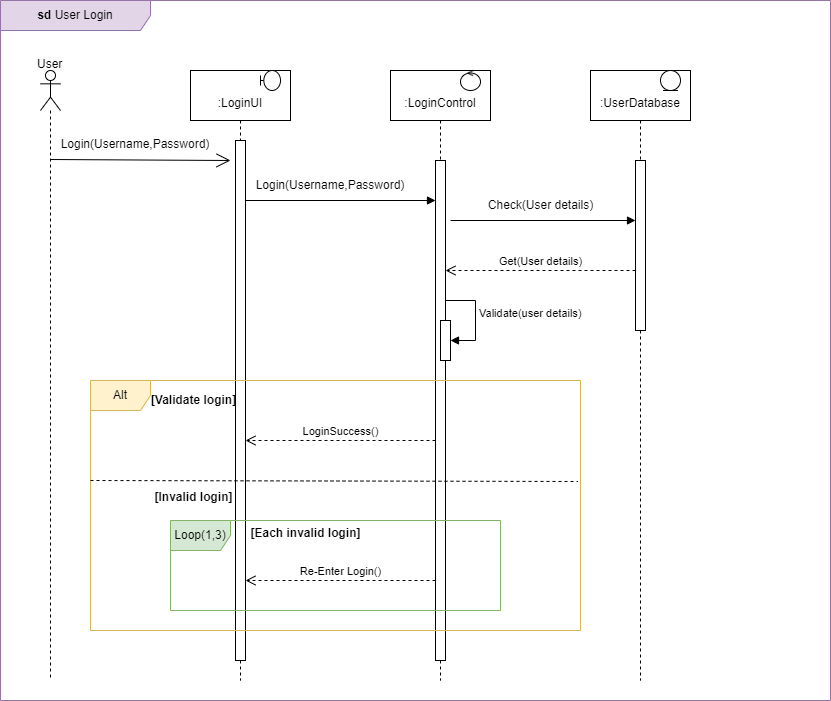 sd User Login
User
:LoginUI
:LoginControl
:UserDatabase
Login(Username,Password)
Login(Username,Password)
Check(User details)
Get(User details)
Validate(user details)
Alt
[Validate login]
LoginSuccess()
[Invalid login]
Loop(1,3)
[Each invalid login]
Re-Enter Login()